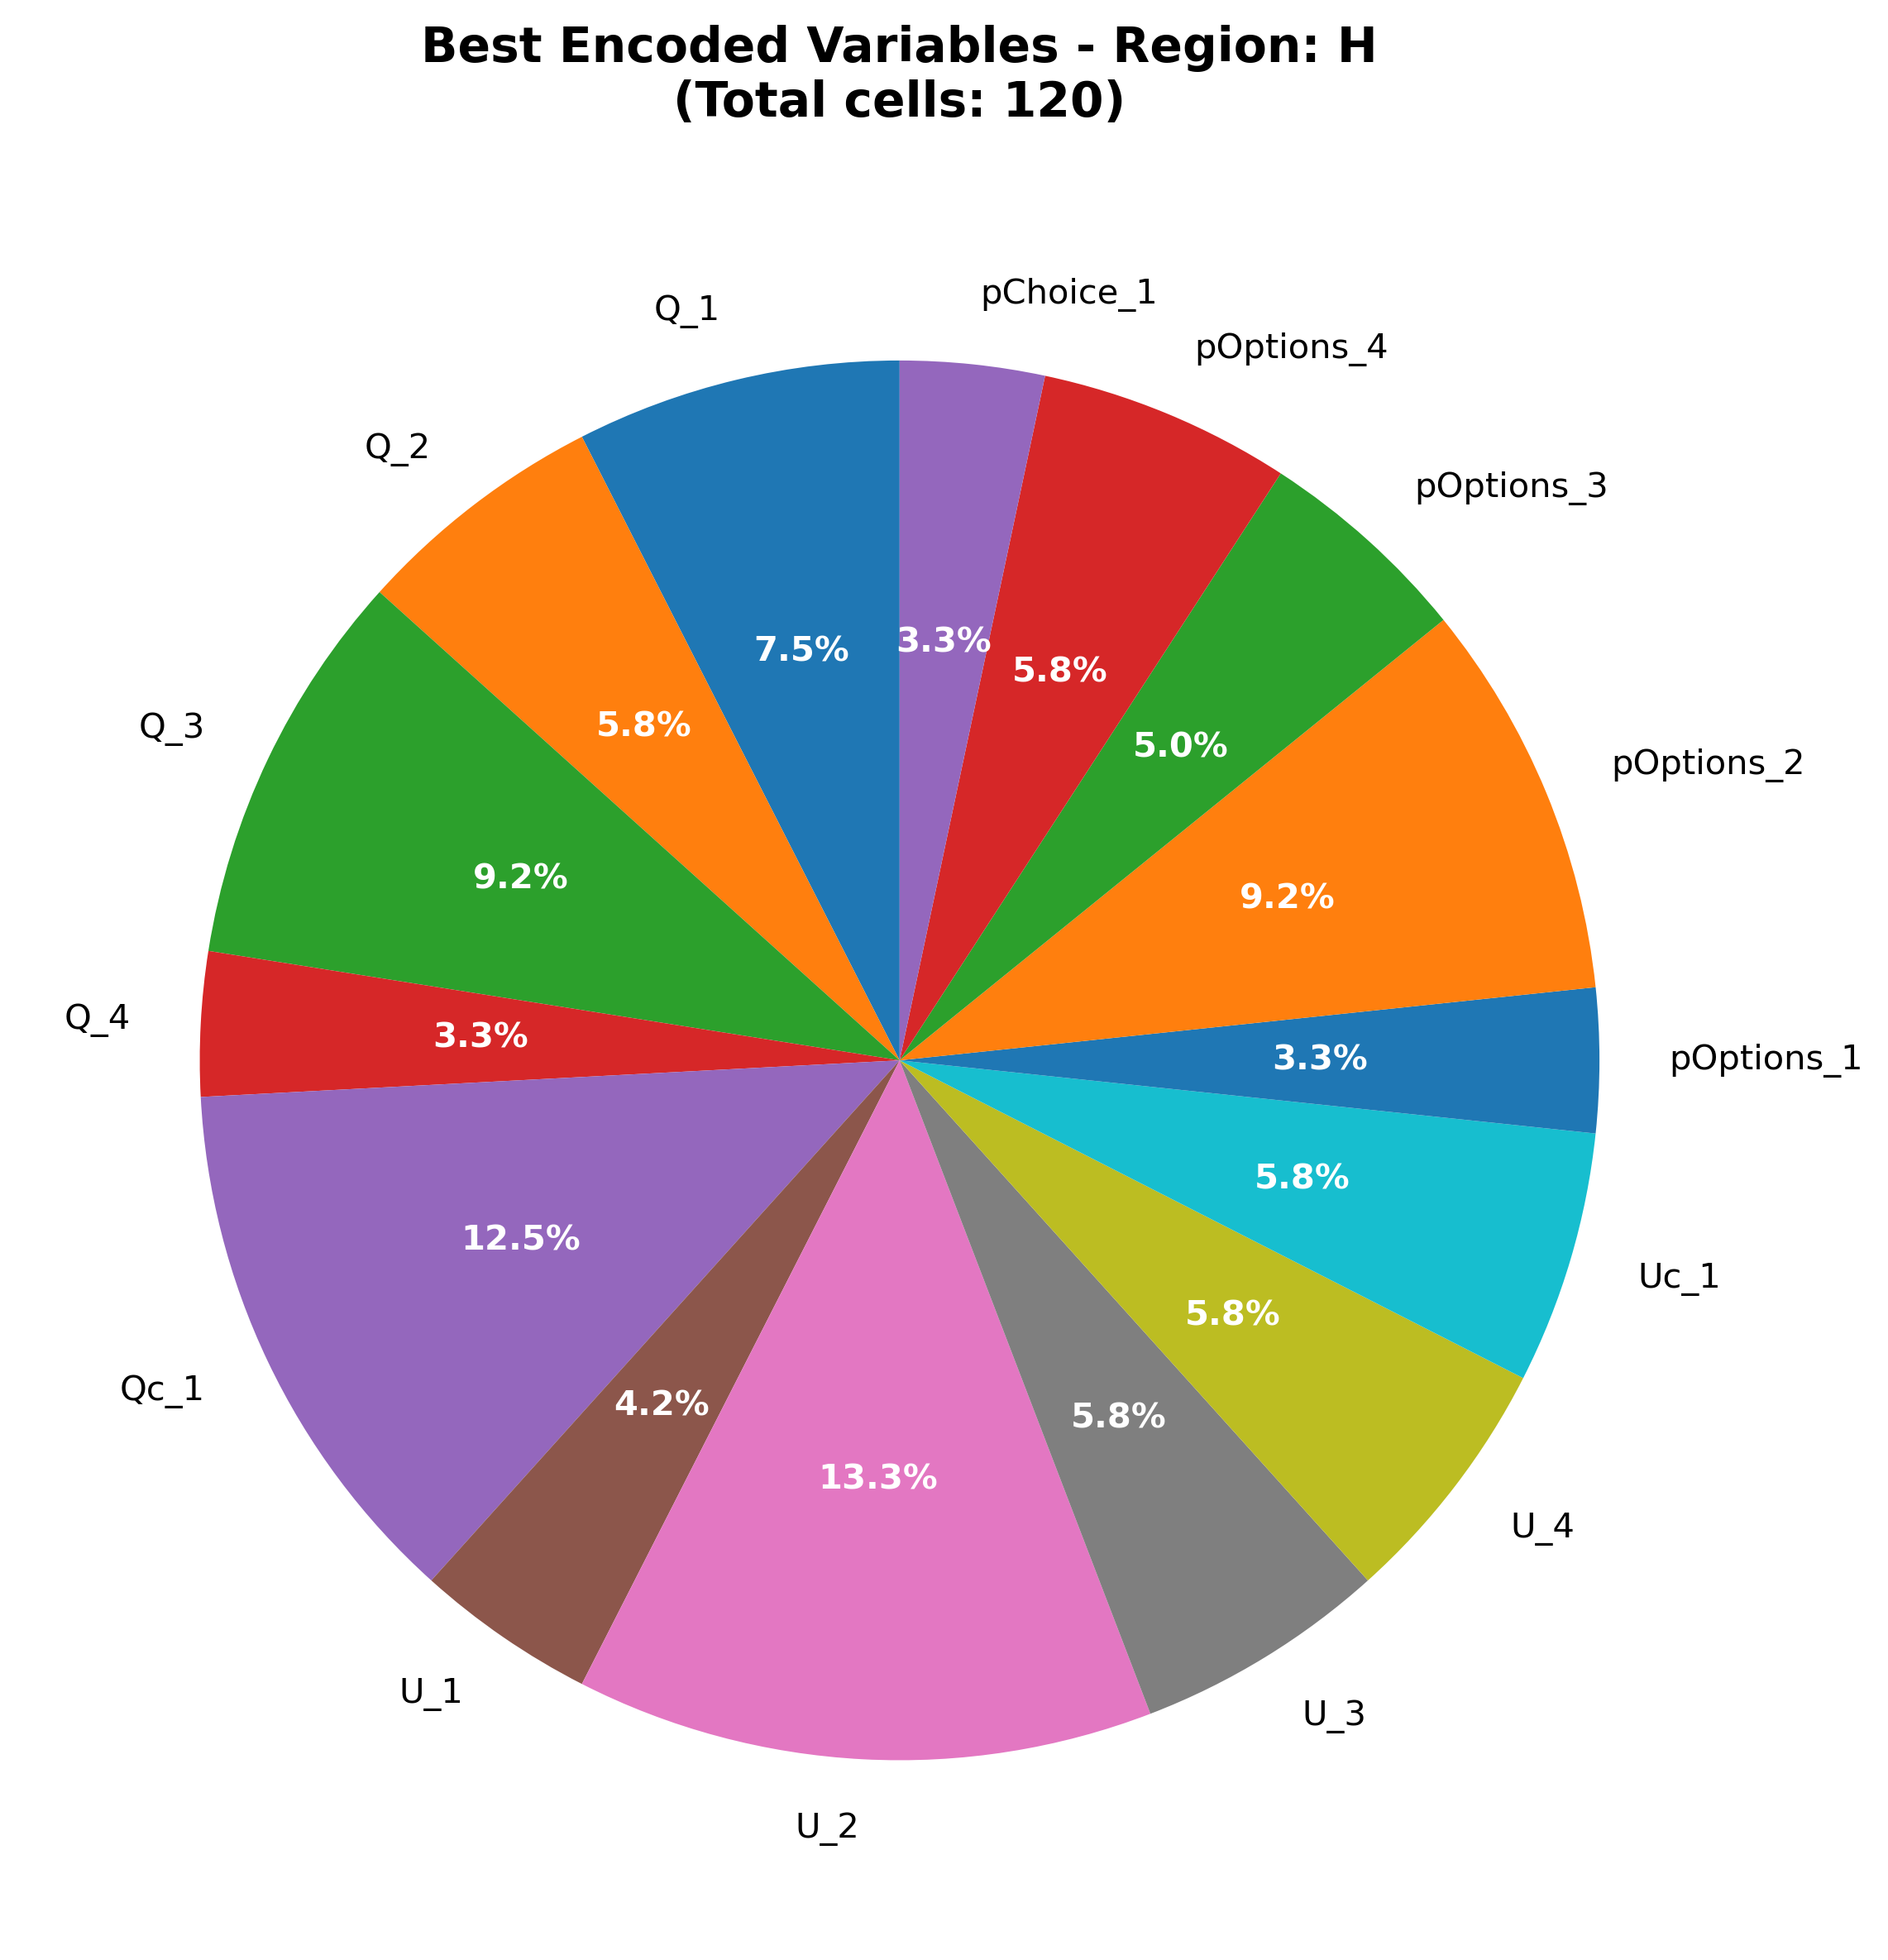 Best Encoded Variables - Region: H
(Total cells: 120)
pChoice_1
Q_1
pOptions_4
Q_2
pOptions_3
3.3%
7.5%
5.8%
5.8%
Q_3
5.0%
pOptions_2
9.2%
9.2%
Q_4
3.3%
3.3%
pOptions_1
5.8%
12.5%
Uc_1
5.8%
Qc_1
4.2%
5.8%
13.3%
U_4
U_1
U_3
U_2